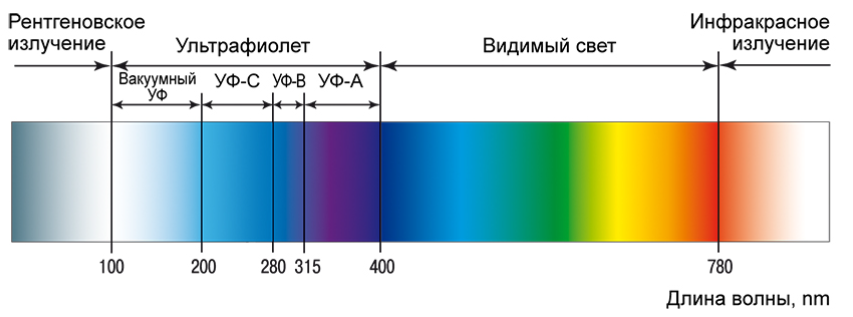 Рентгеновское
излучение
Ультрафиолет
Видимый свет
Инфракрасное
излучение
Вакуумный
УФ
УФ-С
УФ-В
УФ-А
100
200
280
315
400
780
Длина волны, nm